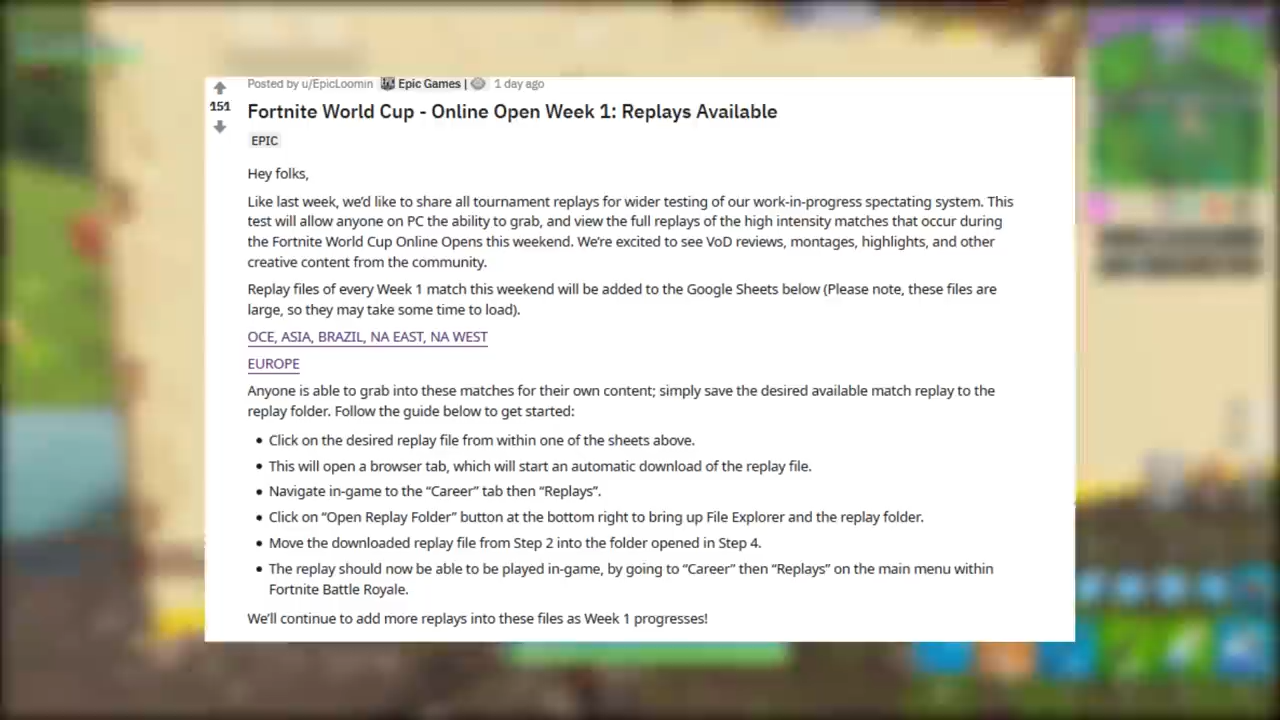 Posted by u/EpicLoomin Epic Games | 1 day ago
151
Fortnite World Cup - Online Open Week 1: Replays Available
EPIC
Hey folks,
Like last week, we’d like to share all tournament replays for wider testing of our work-in-progress spectating system. This
test will allow anyone on PC the ability to grab, and view the full replays of the high intensity matches that occur during
the Fortnite World Cup Online Opens this weekend. We’re excited to see VoD reviews, montages, highlights, and other
creative content from the community.
Replay files of every Week 1 match this weekend will be added to the Google Sheets below (Please note, these files are
large, so they may take some time to load).
OCE, ASIA, BRAZIL, NA EAST, NA WEST
EUROPE
Anyone is able to grab into these matches for their own content; simply save the desired available match replay to the
replay folder. Follow the guide below to get started:
• Click on the desired replay file from within one of the sheets above.
• This will open a browser tab, which will start an automatic download of the replay file.
• Navigate in-game to the “Career” tab then “Replays”.
• Click on “Open Replay Folder” button at the bottom right to bring up File Explorer and the replay folder.
• Move the downloaded replay file from Step 2 into the folder opened in Step 4.
• The replay should now be able to be played in-game, by going to “Career” then “Replays” on the main menu within
Fortnite Battle Royale.
We’ll continue to add more replays into these files as Week 1 progresses!